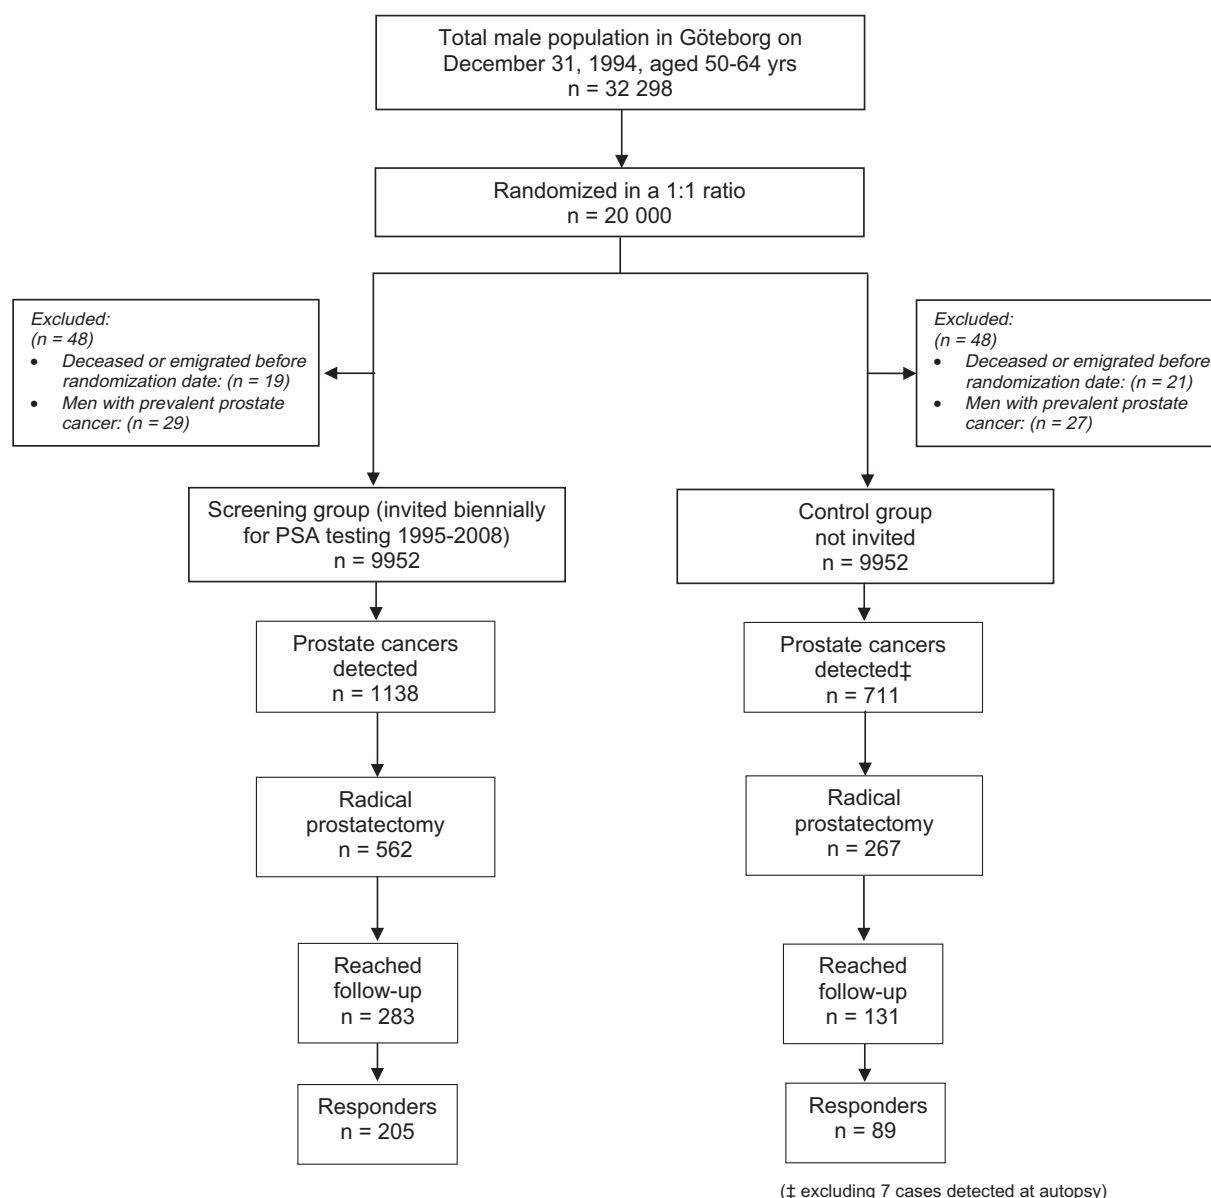 Total male population in Göteborg on
December 31, 1994, aged 50-64 yrs
n = 32 298
Randomized in a 1:1 ratio
n = 20 000
Excluded:
(n = 48)
• Deceased or emigrated before
randomization date: (n = 19)
• Men with prevalent prostate
cancer: (n = 29)
Excluded:
(n = 48)
• Deceased or emigrated before
randomization date: (n = 21)
• Men with prevalent prostate
cancer: (n = 27)
Screening group (invited biennially
for PSA testing 1995-2008)
n = 9952
Control group
not invited
n = 9952
Prostate cancers
detected
n = 1138
Prostate cancers
detected‡
n = 711
Radical
prostatectomy
n = 562
Radical
prostatectomy
n = 267
Reached
follow-up
n = 283
Reached
follow-up
n = 131
Responders
n = 205
Responders
n = 89
(‡ excluding 7 cases detected at autopsy)